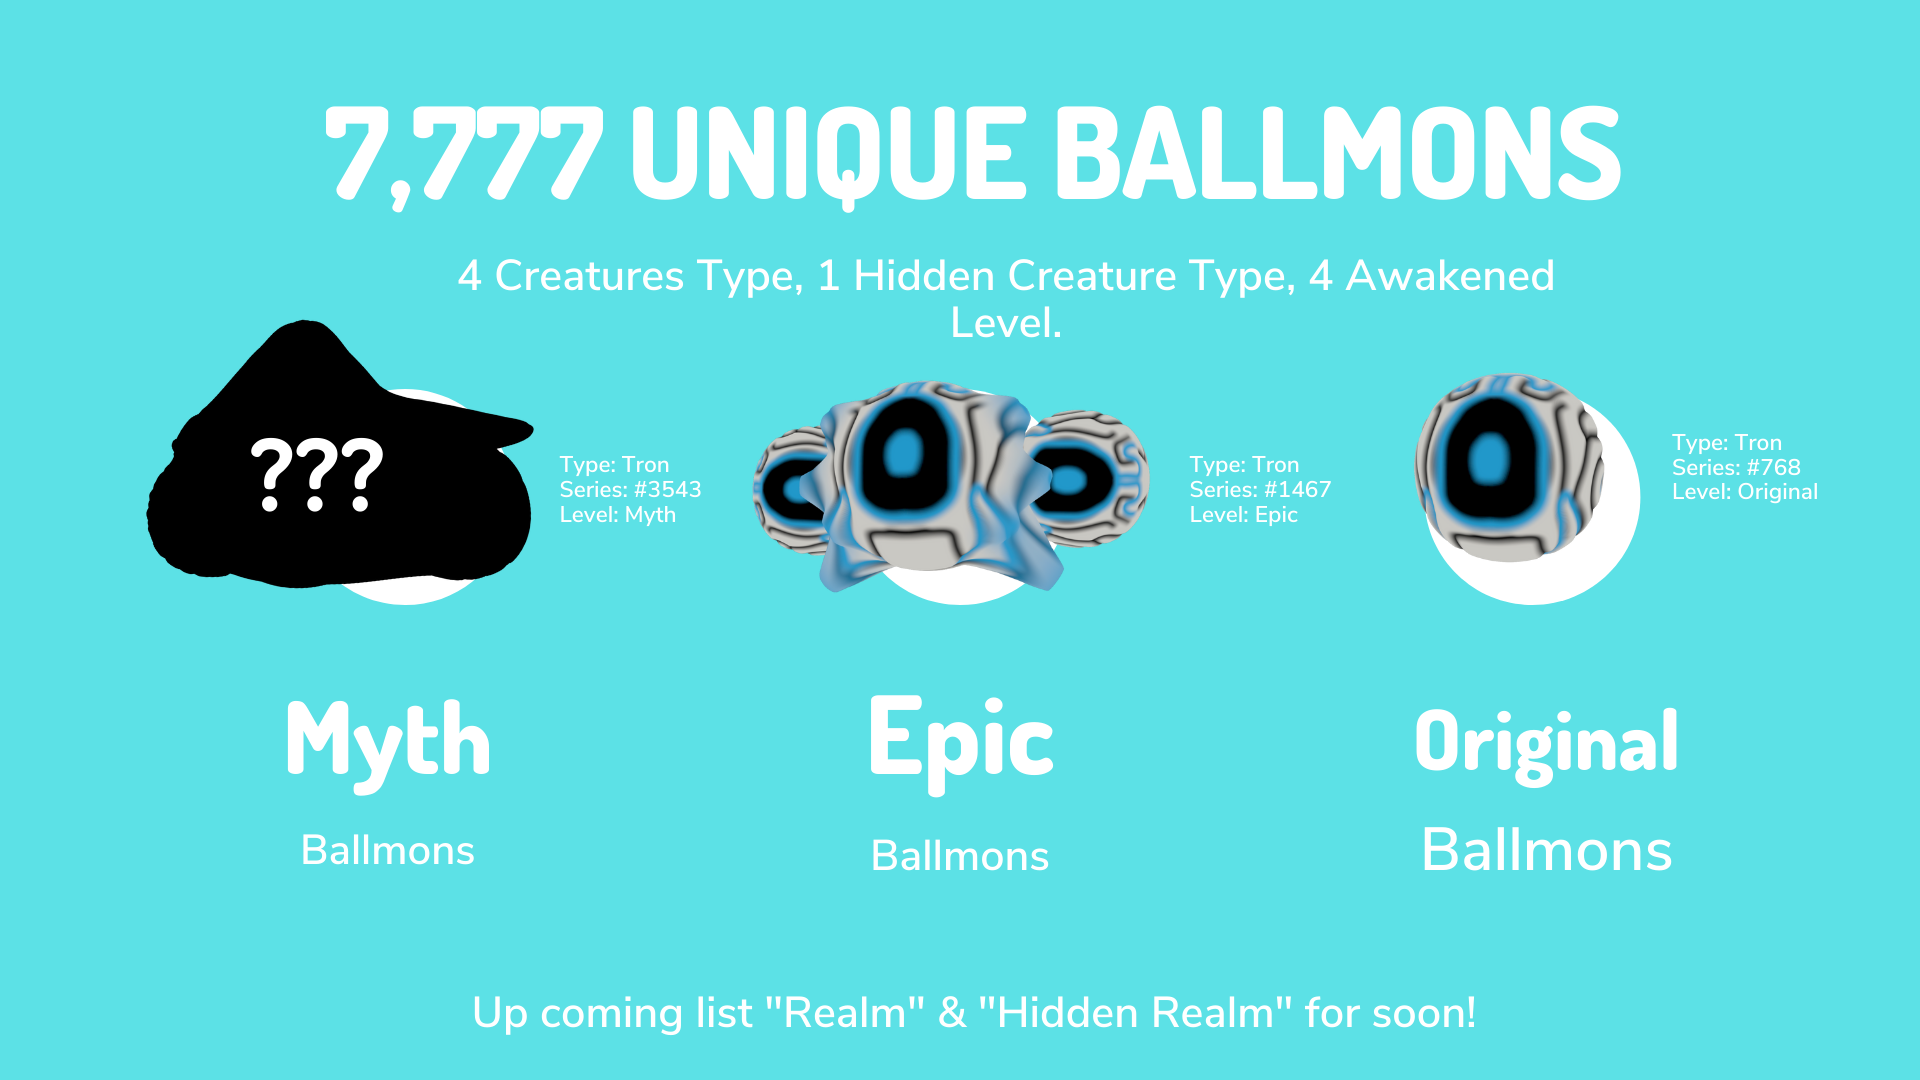 7,777 UNIQUE BALLMONS
4 Creatures Type, 1 Hidden Creature Type, 4 Awakened
Level.
???
Type: Tron
Series: #3543
Level: Myth
Type: Tron
Series: #1467
Level: Epic
Type: Tron
Series: #768
Level: Original
Myth
Ballmons
Epic
Ballmons
Original
Ballmons
Up coming list "Realm" & "Hidden Realm" for soon!